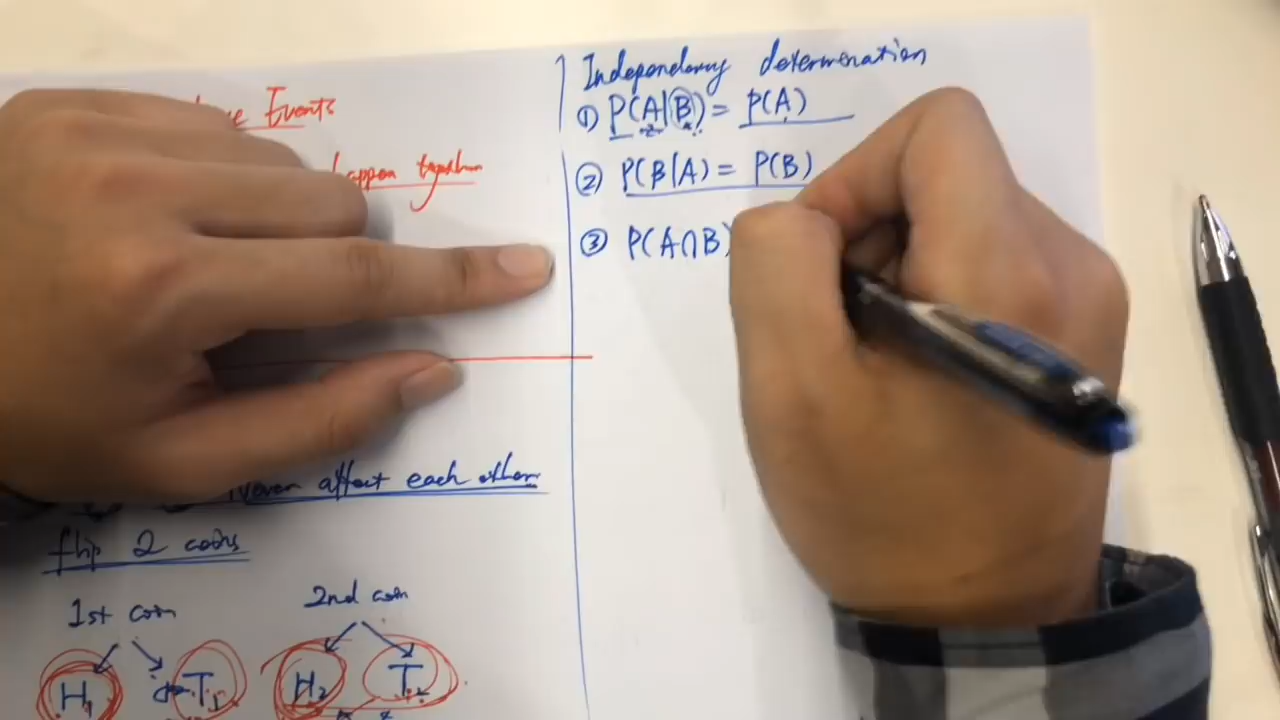 Events
happen together
Never affect each other
flip 2 coins
1st coin
2nd coin
H₁ T₁ H₂ T₂
Independency determination
① P(A|B) = P(A)
② P(B|A) = P(B)
③ P(A∩B)